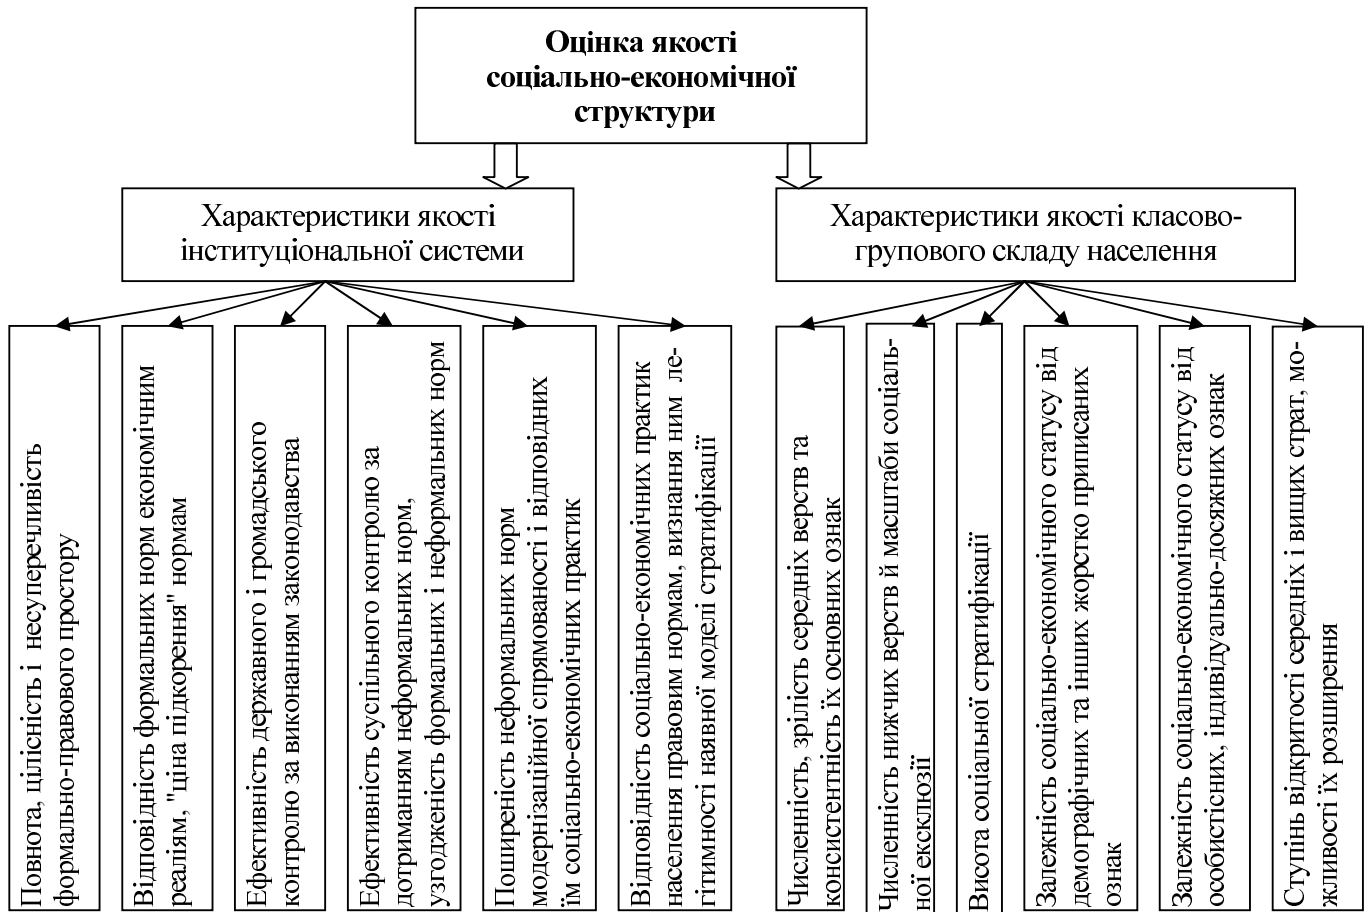 Оцінка якості
соціально-економічної
структури
Характеристики якості
інституціональної системи
Характеристики якості класово-
групового складу населення
Повнота, цілісність і несуперечливість
формально-правового простору
Відповідність формальних норм економічним
реаліям, "ціна підкорення" нормам
Ефективність державного і громадського
контролю за виконанням законодавства
Ефективність суспільного контролю за
дотриманням неформальних норм,
узгодженість формальних і неформальних норм
Поширеність неформальних норм
модернізаційної спрямованості і відповідних
їм соціально-економічних практик
Відповідність соціально-економічних практик
населення правовим нормам, визнання ним ле-
гітимності наявної моделі стратифікації
Численність, зрілість середніх верств та
консистентність їх основних ознак
Численність нижчих верств й масштаби соціаль-
ної ексклюзії
Висота соціальної стратифікації
Залежність соціально-економічного статусу від
демографічних та інших жорстко приписаних
ознак
Залежність соціально-економічного статусу від
особистісних, індивідуально-досяжних ознак
Ступінь відкритості середніх і вищих страт, мо-
жливості їх розширення